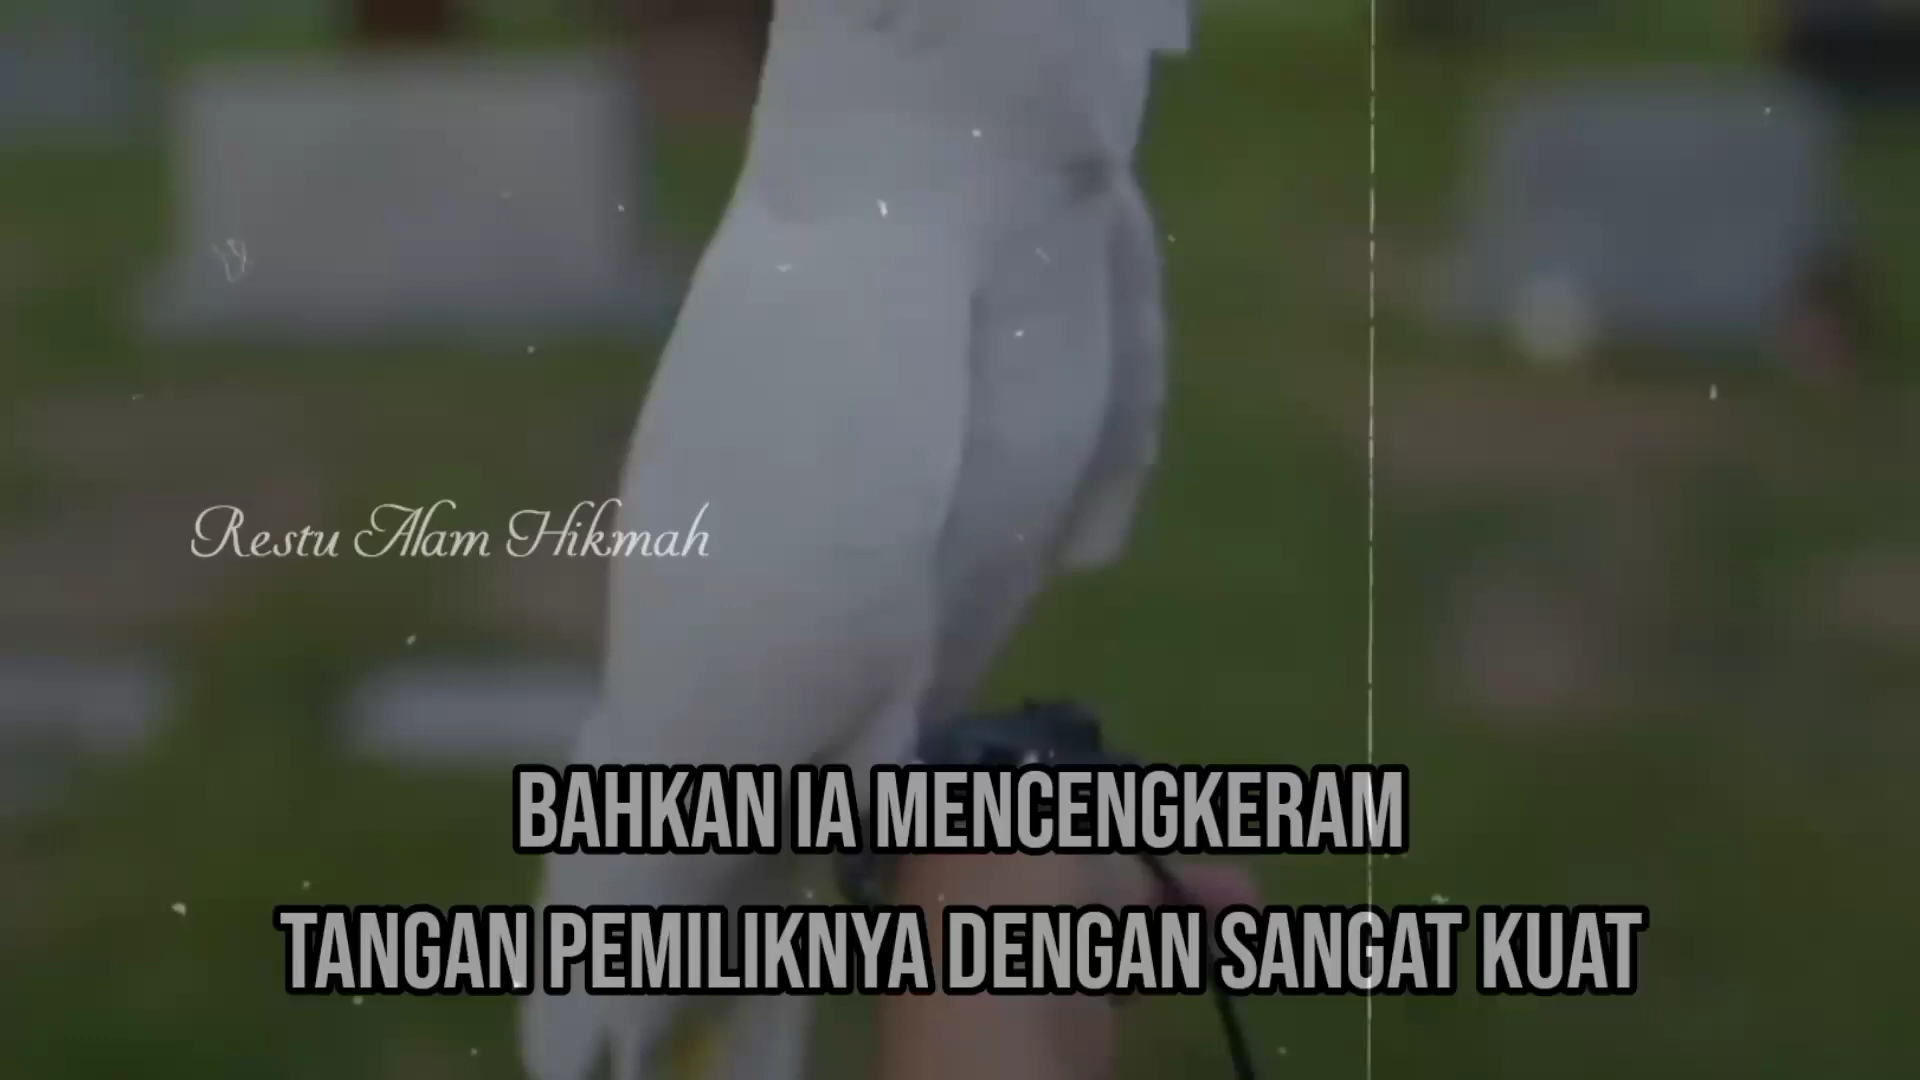 Restu Alam Hikmah
BAHKAN IA MENCENGKERAM
TANGAN PEMILIKNYA DENGAN SANGAT KUAT